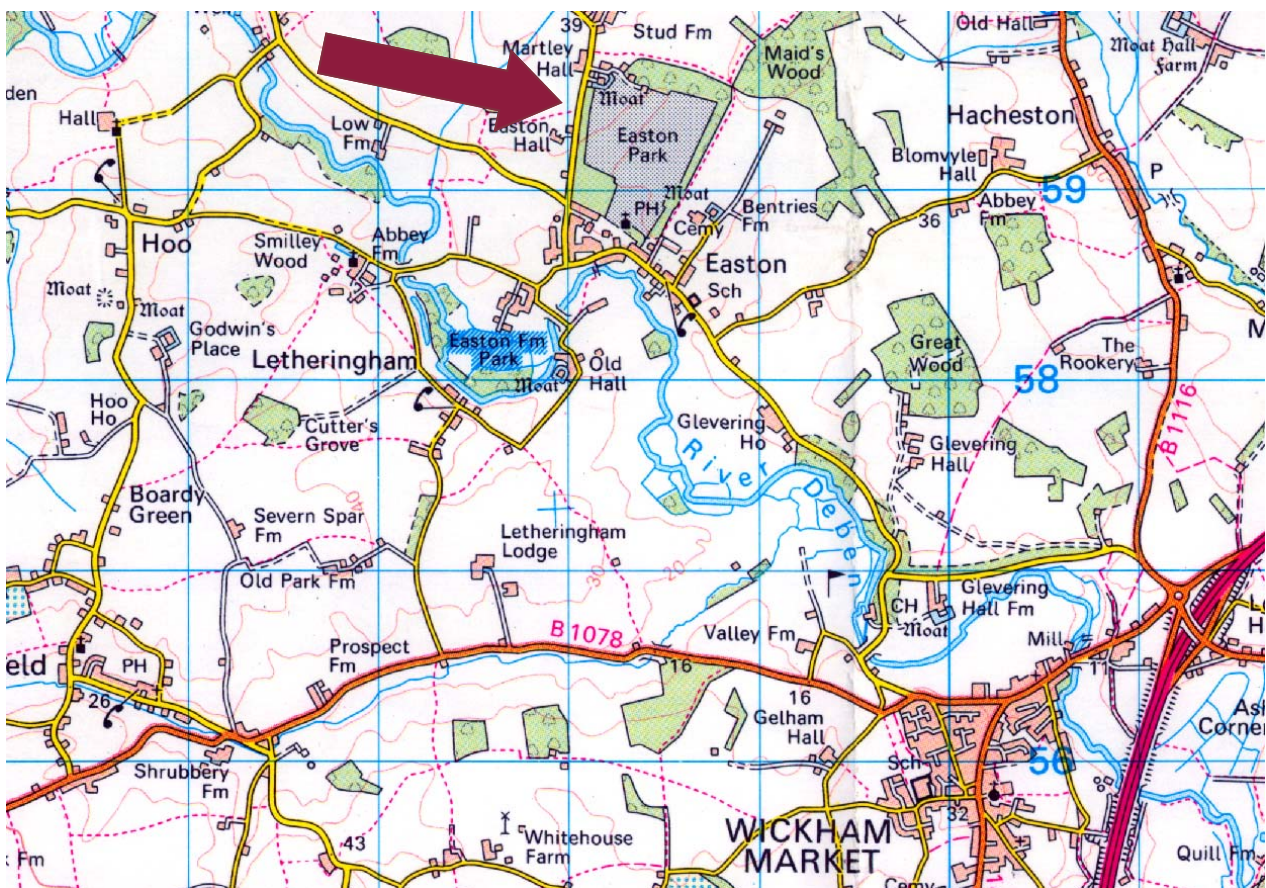 39
Stud Fm
Martley
Hall
Moat
Maid's
Wood
Old Hall
Moat Hall
Farm
den
Hall
Low
Fm
Easton
Hall
Easton
Park
Hacheston
Blomvyle
Hall
P
59
Moat
PH
Cemy
Bentries
Fm
36
Abbey
Fm
Hoo
Smilley
Wood
Abbey
Fm
Easton
Sch
Moat
Moat
Godwin's
Place
Letheringham
Easton Fm
Park
Moat
Old
Hall
Great
Wood
The
Rookery
M
58
Hoo
Ho
Cutter's
Grove
Glevering
Ho
Glevering
Hall
B 1116
River Deben
Boardy
Green
Severn Spar
Fm
40
Letheringham
Lodge
Old Park Fm
30
20
CH
Moat
Glevering
Hall Fm
B 1078
Valley Fm
Mill
Prospect
Fm
eld
PH
16
16
11
26
Gelham
Hall
Ash
Corner
Shrubbery
Fm
Sch
56
43
Whitehouse
Farm
WICKHAM
MARKET
32
Quill Fm
Fm
Cemy